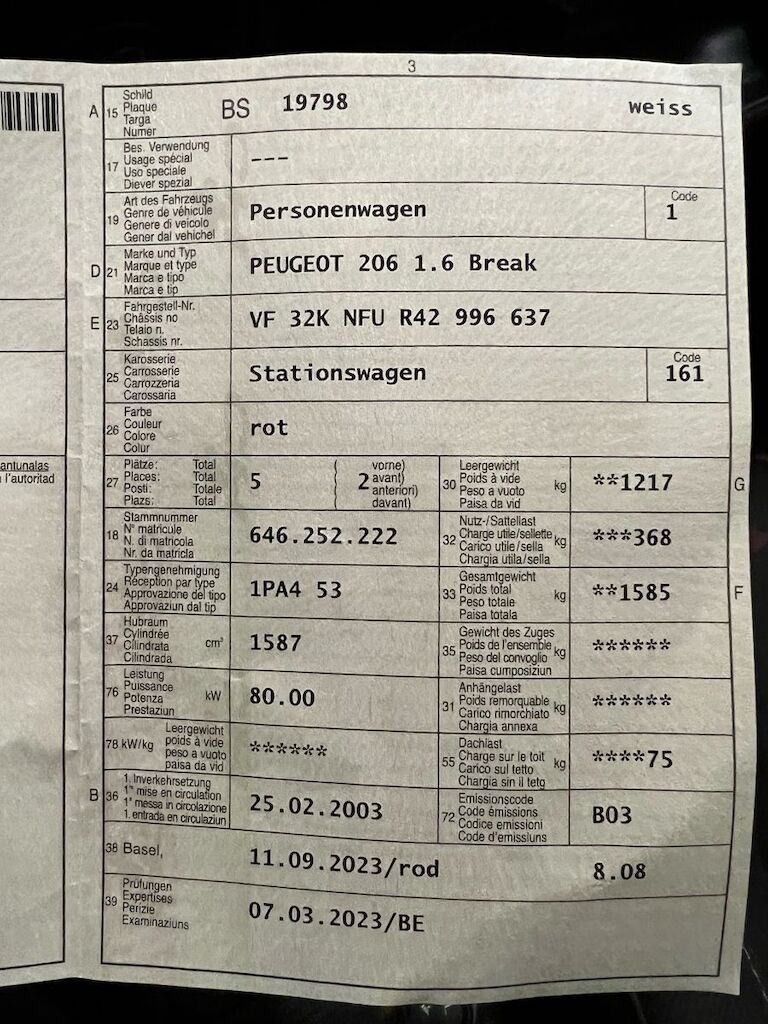 3
A 15 Schild
Plaque
Targa
Numer
BS 19798 weiss
17 Bes. Verwendung
Usage spécial
Uso speciale
Diever spezial
---
19 Art des Fahrzeugs
Genre de véhicule
Genere di veicolo
Gener dal vehichel
Personenwagen
Code
1
D 21 Marke und Typ
Marque et type
Marca e tipo
Marca e tip
PEUGEOT 206 1.6 Break
E 23 Fahrgestell-Nr.
Châssis no
Telaio n.
Schassis nr.
VF 32K NFU R42 996 637
25 Karosserie
Carrosserie
Carrozzeria
Carossaria
Stationswagen
Code
161
26 Farbe
Couleur
Colore
Colur
rot
antunalas
l'autoritad
27 Plätze: Total
Places: Total
Posti: Totale
Plazs: Total
5
2 vorne)
avant)
anteriori)
davant)
30 Leergewicht
Poids à vide
Peso a vuoto
Paisa da vid
kg
**1217
G
18 Stammnummer
N° matricule
N. di matricola
Nr. da matricla
646.252.222
32 Nutz-/Sattellast
Charge utile/sellette
Carico utile/sella
Chargia utila/sella
kg
***368
24 Typengenehmigung
Réception par type
Approvazione del tipo
Approvaziun dal tip
1PA4 53
33 Gesamtgewicht
Poids total
Peso totale
Paisa totala
kg
**1585
F
37 Hubraum
Cylindrée
Cilindrata
Cilindrada
cm³
1587
35 Gewicht des Zuges
Poids de l'ensemble
Peso del convoglio
Paisa cumposiziun
kg
******
76 Leistung
Puissance
Potenza
Prestaziun
kW
80.00
31 Anhängelast
Poids remorquable
Carico rimorchiato
Chargia annexa
kg
******
78 kW/kg Leergewicht
poids à vide
peso a vuoto
paisa da vid
******
55 Dachlast
Charge sur le toit
Carico sul tetto
Chargia sin il tetg
kg
****75
B 36 1. Inverkehrsetzung
1re mise en circulation
1a messa in circolazione
1. entrada en circulaziun
25.02.2003
72 Emissionscode
Code émissions
Codice emissioni
Code d'emissiuns
B03
38 Basel, 11.09.2023/rod 8.08
39 Prüfungen
Expertises
Perizie
Examinaziuns
07.03.2023/BE